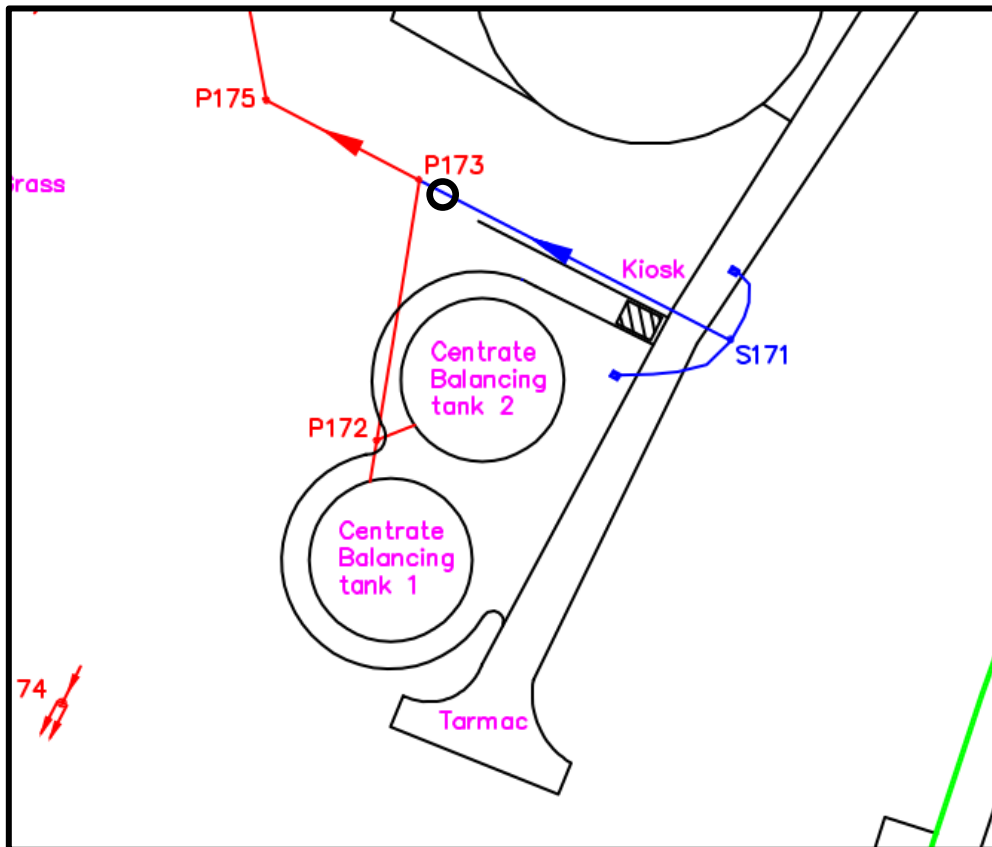 P175
P173
rass
Kiosk
S171
Centrate
Balancing
tank 2
P172
Centrate
Balancing
tank 1
74
Tarmac